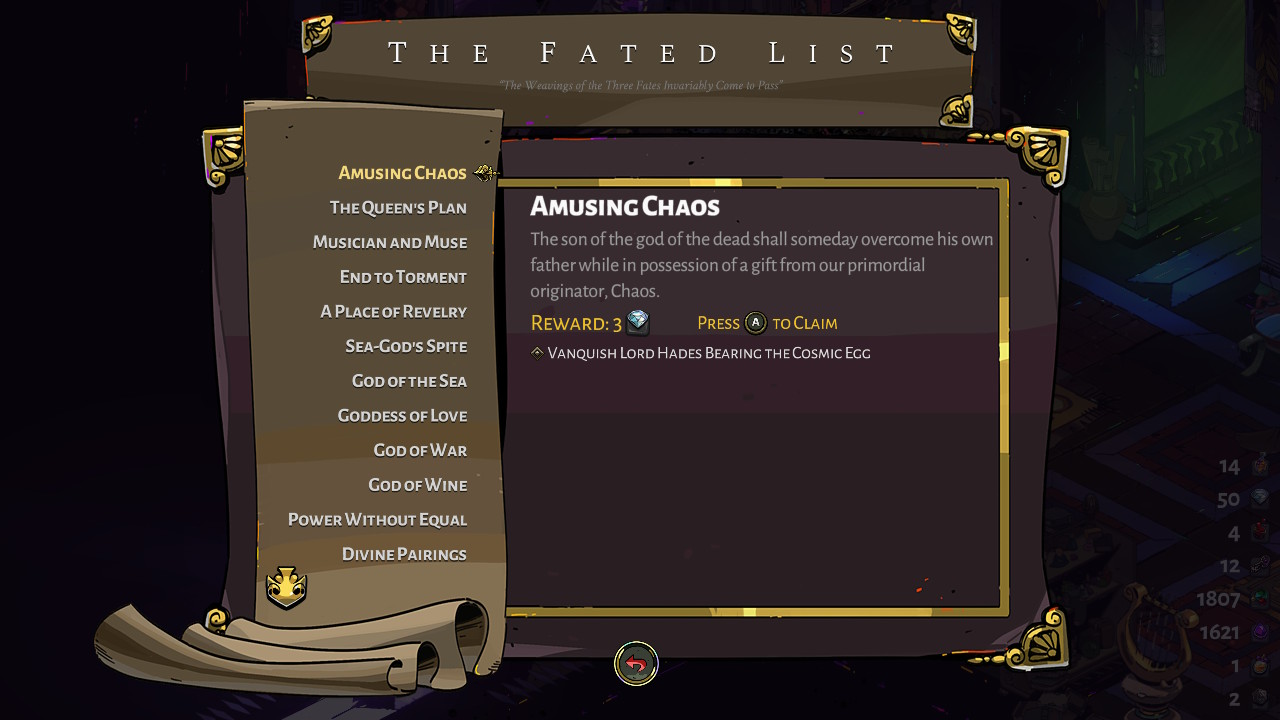 The Fated List
"The Weavings of the Three Fates Invariably Come to Pass"
Amusing Chaos
The Queen's Plan
Musician and Muse
End to Torment
A Place of Revelry
Sea-God's Spite
God of the Sea
Goddess of Love
God of War
God of Wine
Power Without Equal
Divine Pairings
Amusing Chaos
The son of the god of the dead shall someday overcome his own
father while in possession of a gift from our primordial
originator, Chaos.
Reward: 3 Press A to Claim
Vanquish Lord Hades Bearing the Cosmic Egg
14
50
4
12
1807
1621
1
2